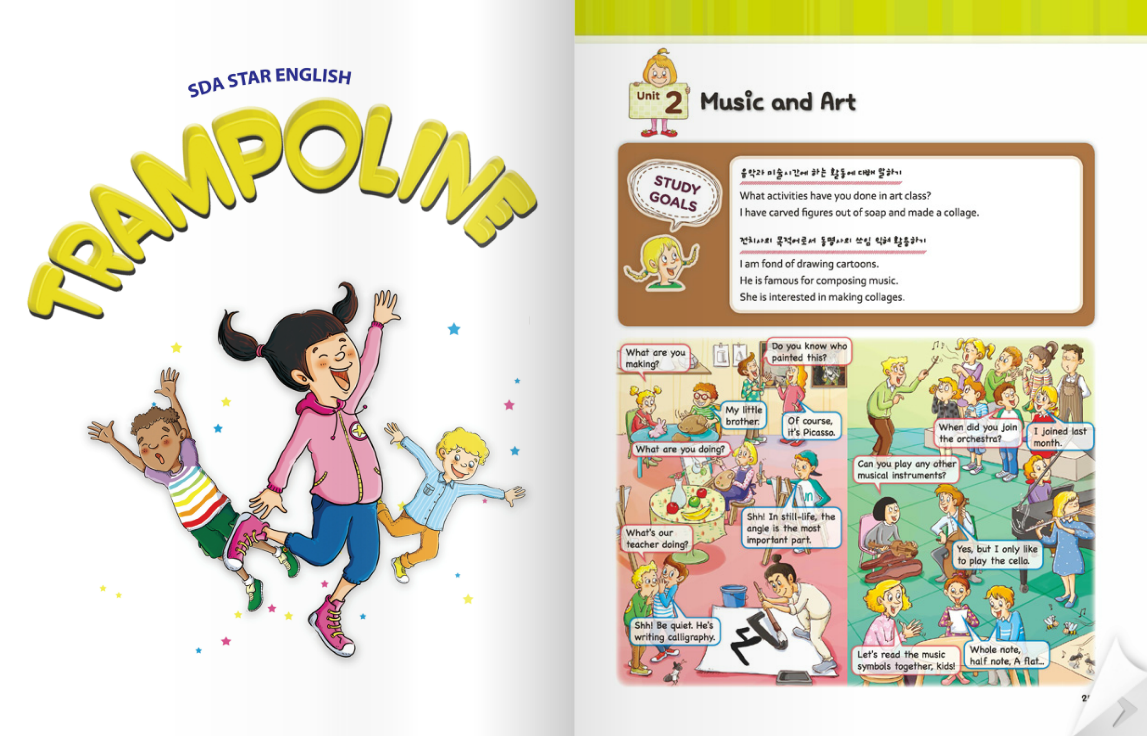 SDA STAR ENGLISH
TRAMPOLINE
Unit 2
Music and Art
STUDY
GOALS
음악과 미술시간에 하는 활동에 대해 말하기
What activities have you done in art class?
I have carved figures out of soap and made a collage.
전치사의 목적어로서 동명사의 쓰임 익혀 활용하기
I am fond of drawing cartoons.
He is famous for composing music.
She is interested in making collages.
What are you
making?
Do you know who
painted this?
My little
brother.
Of course,
it's Picasso.
What are you doing?
Shh! In still-life, the
angle is the most
important part.
What's our
teacher doing?
Shh! Be quiet. He's
writing calligraphy.
When did you join
the orchestra?
I joined last
month.
Can you play any other
musical instruments?
Yes, but I only like
to play the cello.
Let's read the music
symbols together, kids!
Whole note,
half note, A flat...